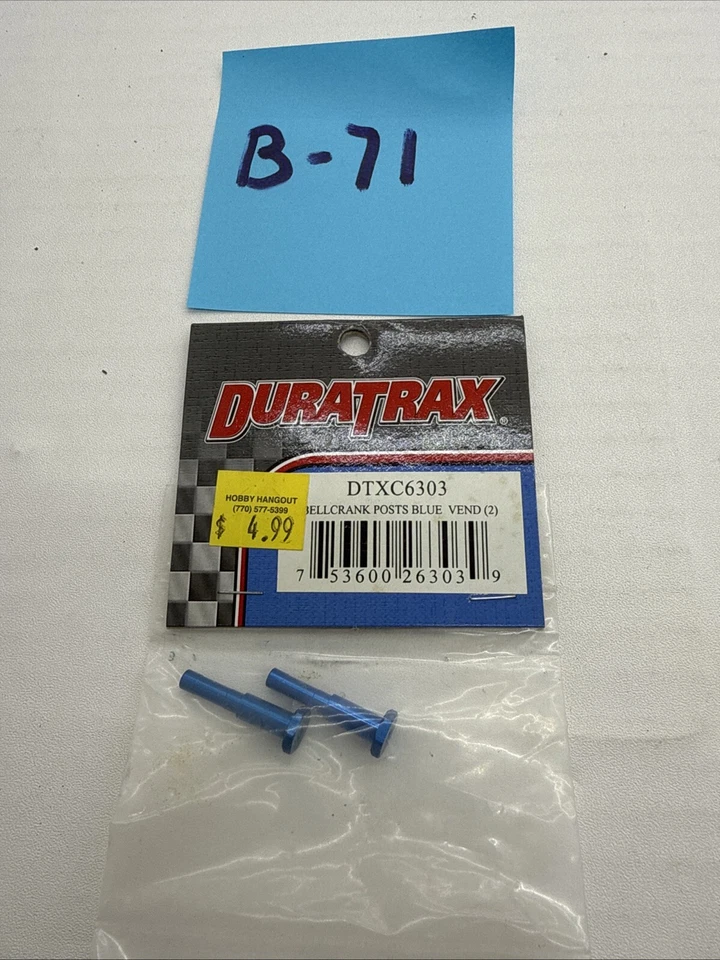 B-71
DURATRAX®
DTXC6303
BELLCRANK POSTS BLUE VEND (2)
HOBBY HANGOUT
(770) 577-5399
$ 4.99
7 53600 26303 9